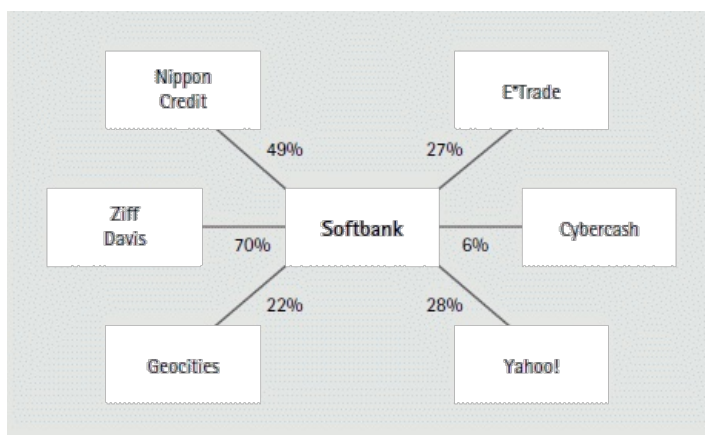 Nippon
Credit
E*Trade
49%
27%
Ziff
Davis
Softbank
Cybercash
70%
6%
22%
28%
Geocities
Yahoo!